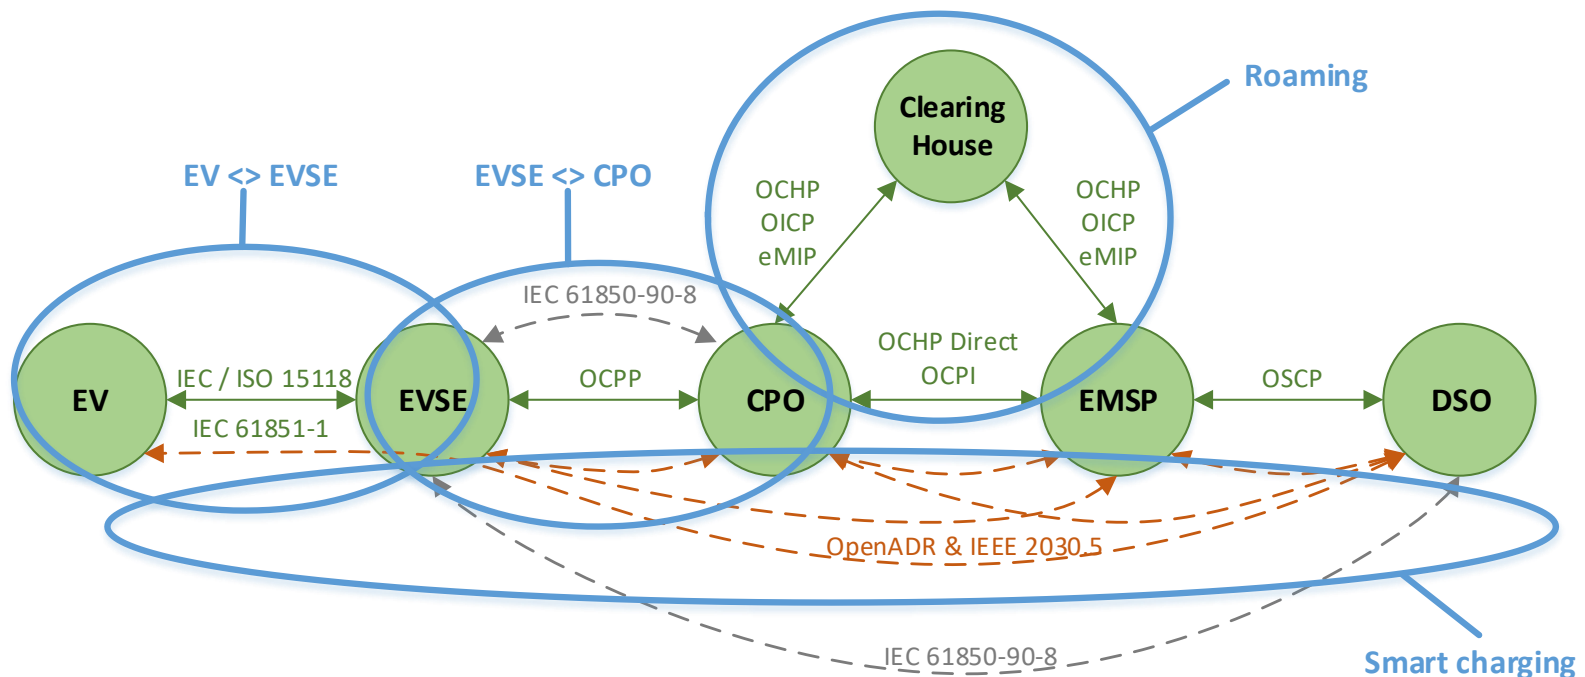 Roaming
Clearing
House
EV <> EVSE
EVSE <> CPO
OCHP
OICP
eMIP
OCHP
OICP
eMIP
IEC 61850-90-8
EV
IEC / ISO 15118
IEC 61851-1
EVSE
OCPP
CPO
OCHP Direct
OCPI
EMSP
OSCP
DSO
OpenADR & IEEE 2030.5
IEC 61850-90-8
Smart charging